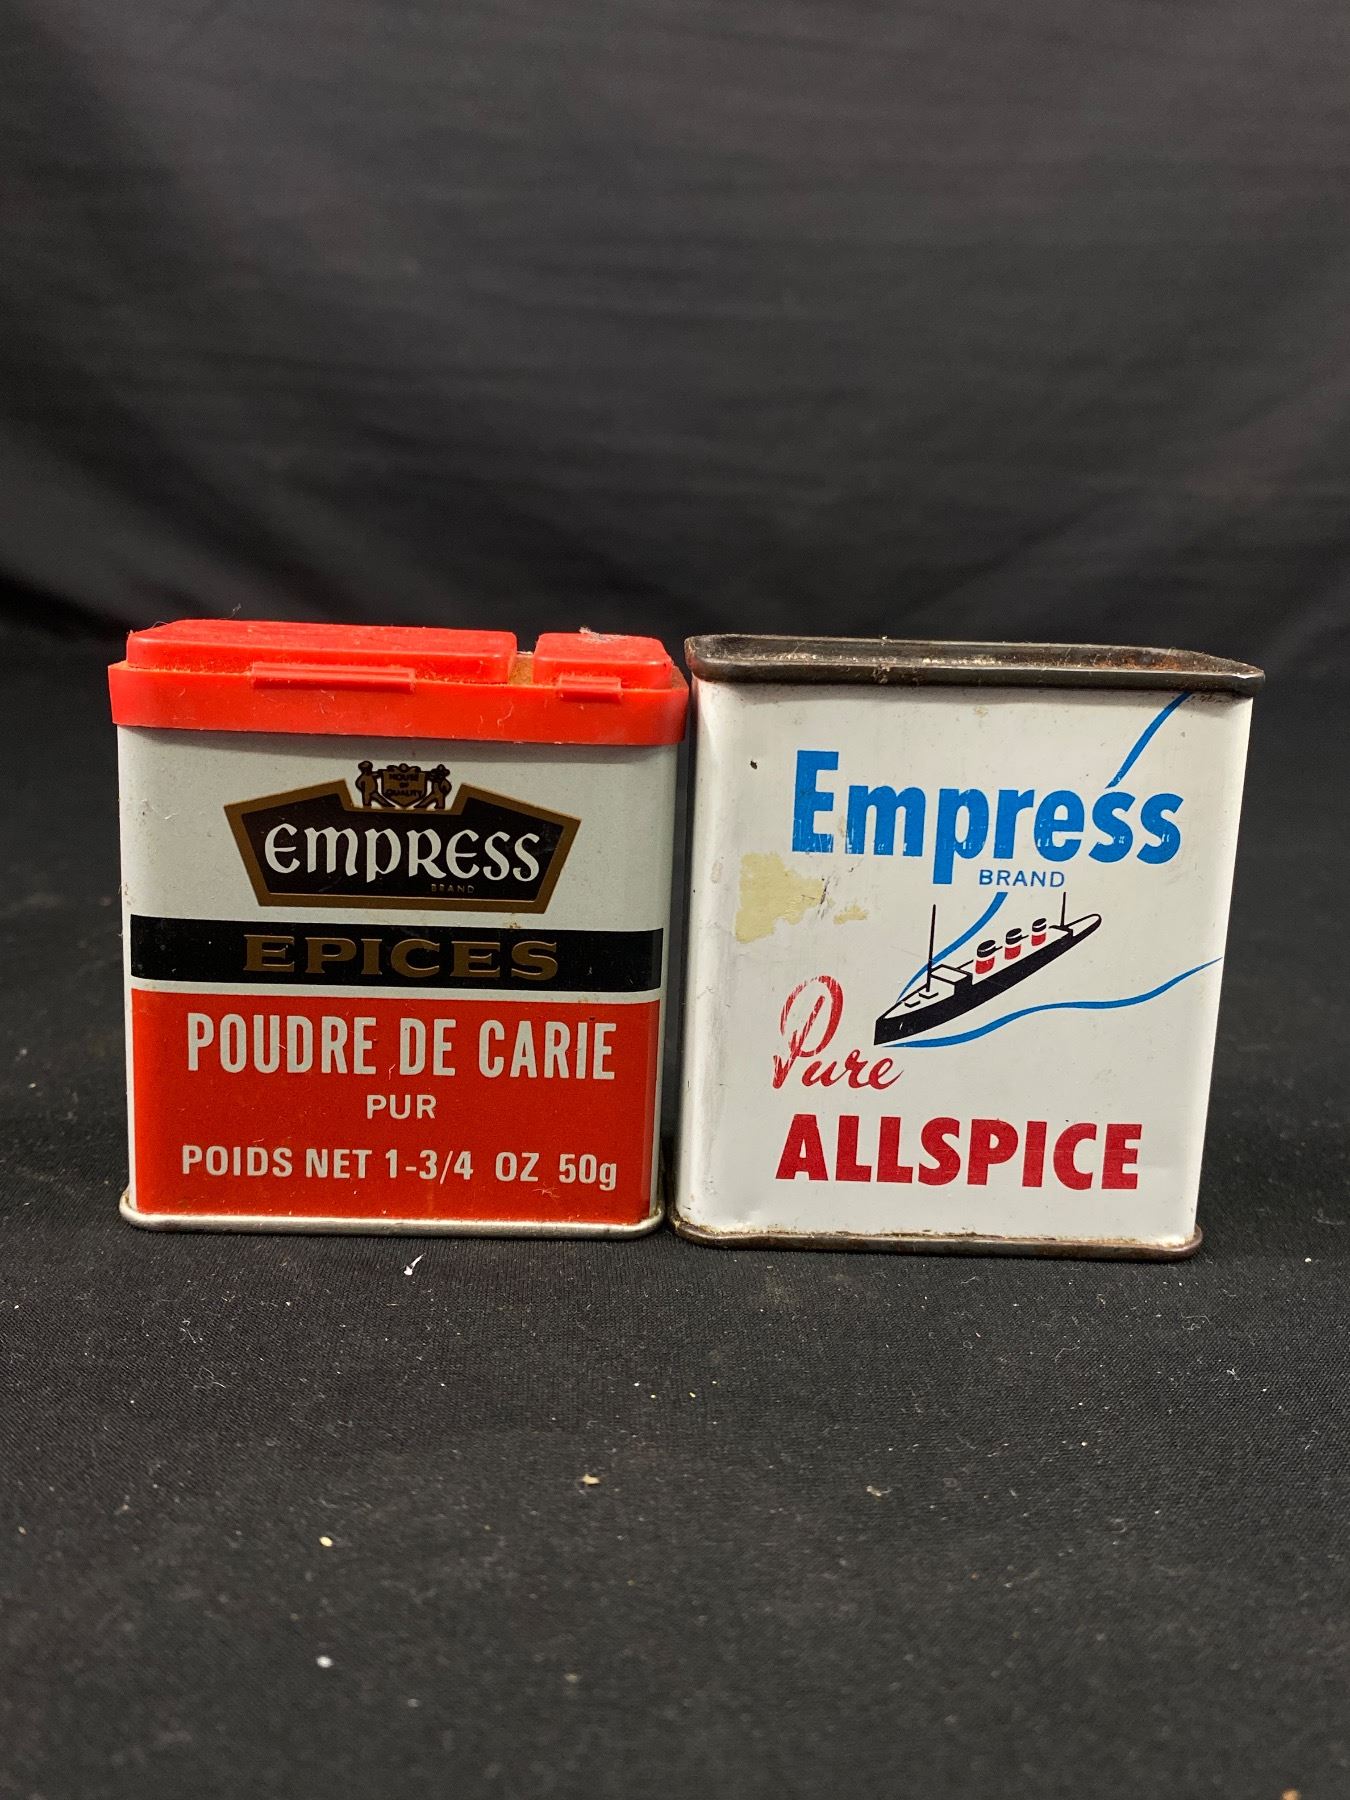 HOUSE
OF
QUALITY
EMPRESS
BRAND
EPICES
POUDRE DE CARIE
PUR
POIDS NET 1-3/4 OZ 50g
Empress
BRAND
Pure
ALLSPICE